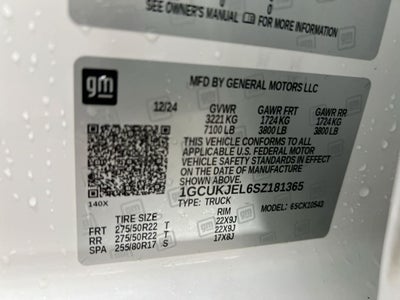 SEE OWNER'S MANUAL FOR MORE INFORMATION
gm
MFD BY GENERAL MOTORS LLC
12/24 GVWR GAWR FRT GAWR RR
3221 KG 1724 KG 1724 KG
7100 LB 3800 LB 3800 LB
THIS VEHICLE CONFORMS TO ALL APPLICABLE
U.S. FEDERAL MOTOR VEHICLE SAFETY
STANDARDS IN EFFECT ON THE DATE
OF MANUFACTURE SHOWN ABOVE.
1GCUKJEL6SZ181365
140X TYPE: TRUCK MODEL: 6SCK10543
TIRE SIZE RIM
FRT 275/50R22 T 22X9J
RR 275/50R22 T 22X9J
SPA 255/80R17 S 17X8J